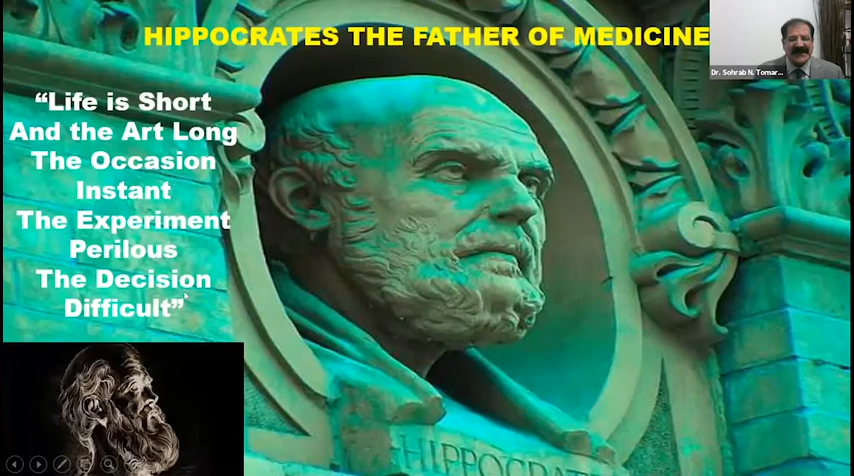 HIPPOCRATES THE FATHER OF MEDICINE
Dr. Sohrab N. Tomar...
“Life is Short
And the Art Long
The Occasion
Instant
The Experiment
Perilous
The Decision
Difficult”
HIPPOCRAT